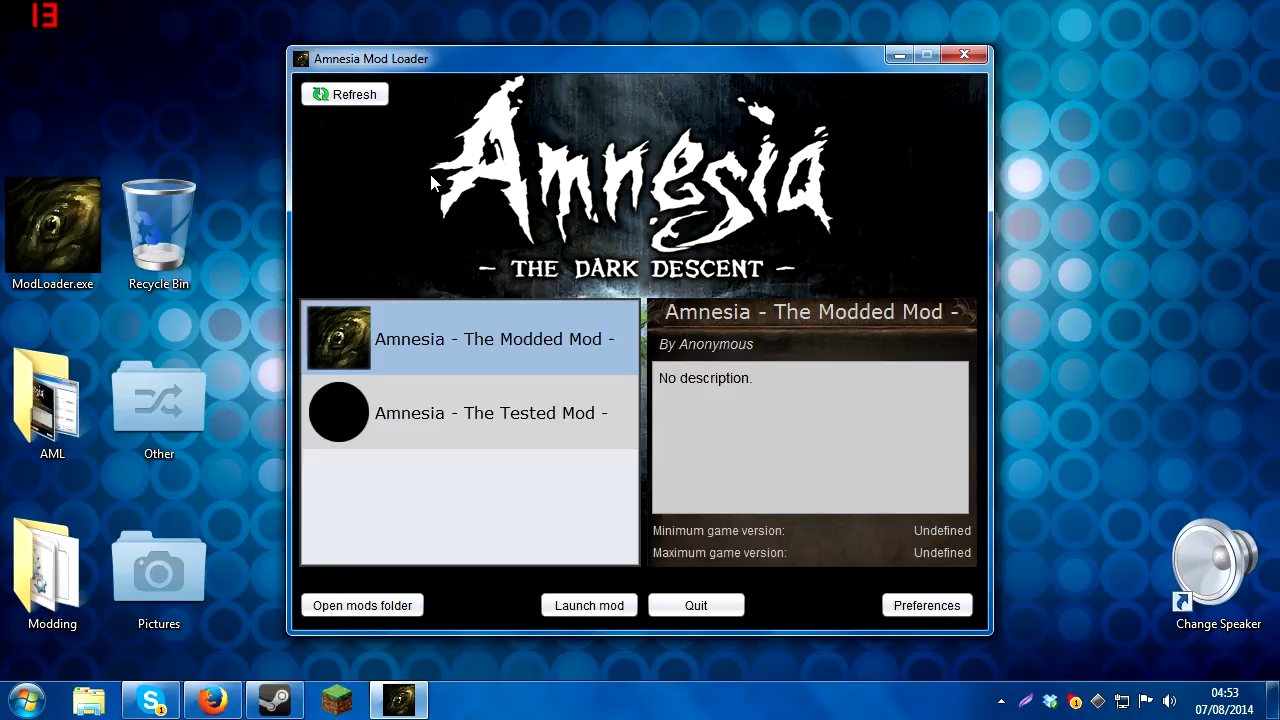 13
Amnesia Mod Loader
Refresh
Amnesia
- THE DARK DESCENT -
ModLoader.exe
Recycle Bin
Amnesia - The Modded Mod -
Amnesia - The Tested Mod -
Amnesia - The Modded Mod -
By Anonymous
No description.
Minimum game version: Undefined
Maximum game version: Undefined
AML
Other
Open mods folder
Launch mod
Quit
Preferences
Modding
Pictures
Change Speaker
1
1
04:53
07/08/2014